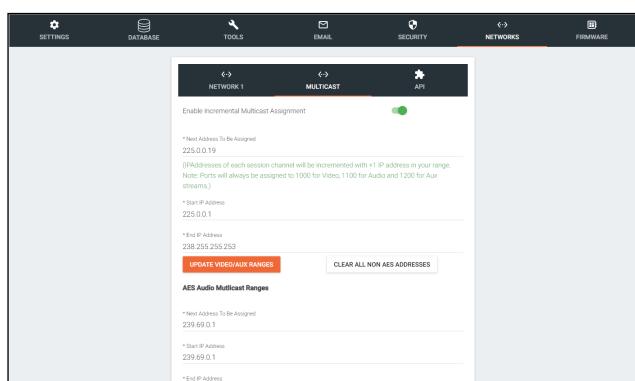 SETTINGS DATABASE TOOLS EMAIL SECURITY NETWORKS FIRMWARE
NETWORK 1 MULTICAST API
Enable Incremental Multicast Assignment
* Next Address To Be Assigned
225.0.0.19
(IPAddresses of each session channel will be incremented with +1 IP address in your range.
Note: Ports will always be assigned to 1000 for Video, 1100 for Audio and 1200 for Aux
streams.)
* Start IP Address
225.0.0.1
* End IP Address
238.255.255.253
UPDATE VIDEO/AUX RANGES CLEAR ALL NON AES ADDRESSES
AES Audio Mutlicast Ranges
* Next Address To Be Assigned
239.69.0.1
* Start IP Address
239.69.0.1
* End IP Address